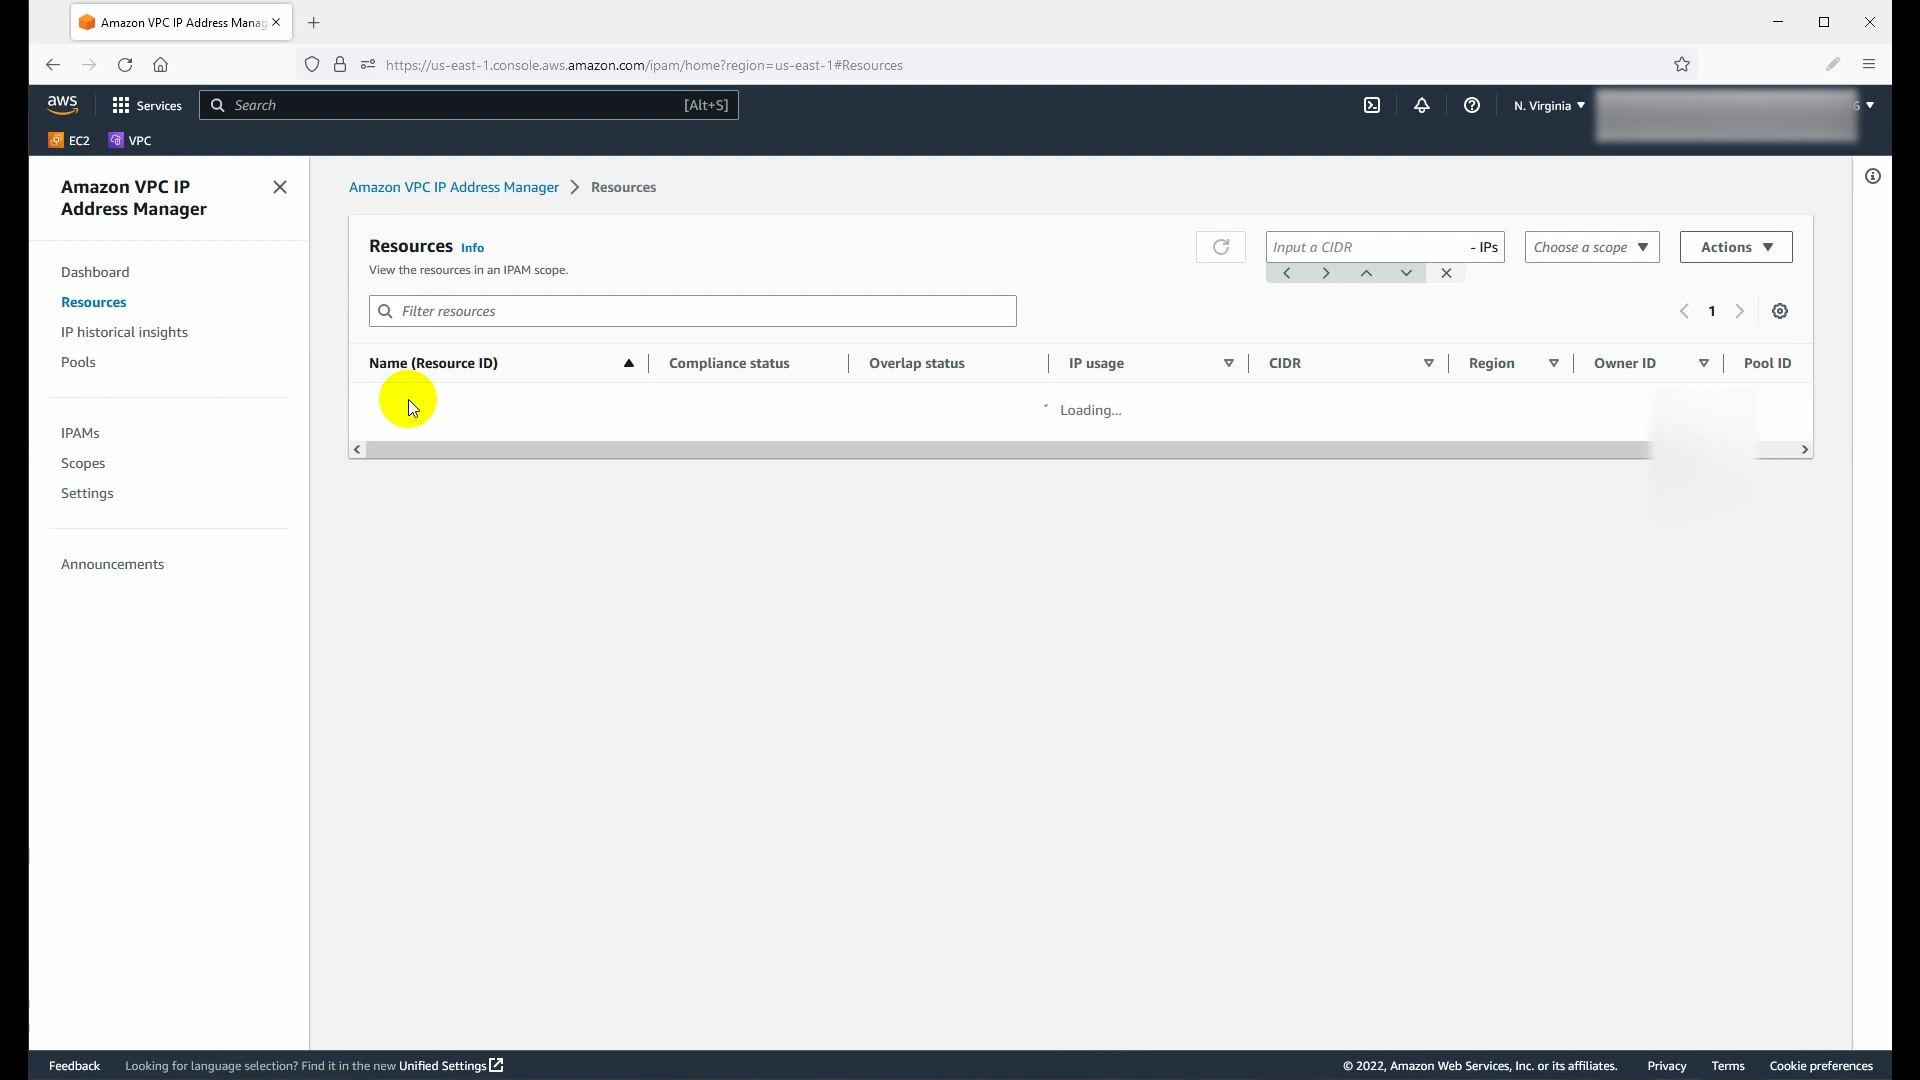 Amazon VPC IP Address Manag
https://us-east-1.console.aws.amazon.com/ipam/home?region=us-east-1#Resources
aws
Services
Search
[Alt+S]
N. Virginia
6
EC2
VPC
Amazon VPC IP
Address Manager
Dashboard
Resources
IP historical insights
Pools
IPAMs
Scopes
Settings
Announcements
Amazon VPC IP Address Manager
Resources
Resources Info
View the resources in an IPAM scope.
Input a CIDR
- IPs
Choose a scope
Actions
Filter resources
1
Name (Resource ID)
Compliance status
Overlap status
IP usage
CIDR
Region
Owner ID
Pool ID
Loading...
Feedback
Looking for language selection? Find it in the new Unified Settings
© 2022, Amazon Web Services, Inc. or its affiliates.
Privacy
Terms
Cookie preferences